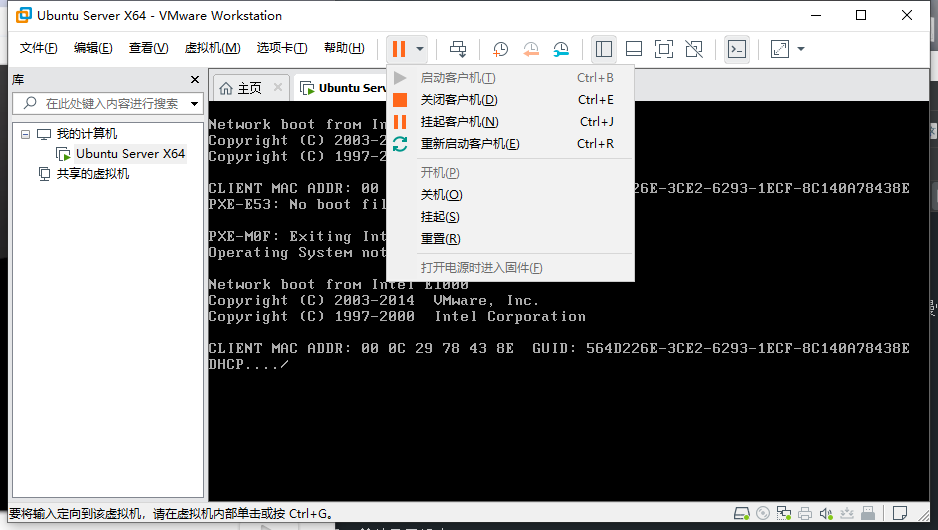 Ubuntu Server X64 - VMware Workstation
文件(F) 编辑(E) 查看(V) 虚拟机(M) 选项卡(T) 帮助(H)
库
在此处键入内容进行搜索
我的计算机
Ubuntu Server X64
共享的虚拟机
主页
Ubuntu Serv
启动客户机(T) Ctrl+B
关闭客户机(D) Ctrl+E
挂起客户机(N) Ctrl+J
重新启动客户机(E) Ctrl+R
开机(P)
关机(O)
挂起(S)
重置(R)
打开电源时进入固件(F)
Network boot from In
Copyright (C) 2003-2
Copyright (C) 1997-2
CLIENT MAC ADDR: 00 26E-3CE2-6293-1ECF-8C140A78438E
PXE-E53: No boot fil
PXE-M0F: Exiting Int
Operating System not
Network boot from Intel E1000
Copyright (C) 2003-2014 VMware, Inc.
Copyright (C) 1997-2000 Intel Corporation
CLIENT MAC ADDR: 00 0C 29 78 43 8E GUID: 564D226E-3CE2-6293-1ECF-8C140A78438E
DHCP..../
要将输入定向到该虚拟机，请在虚拟机内部单击或按 Ctrl+G。